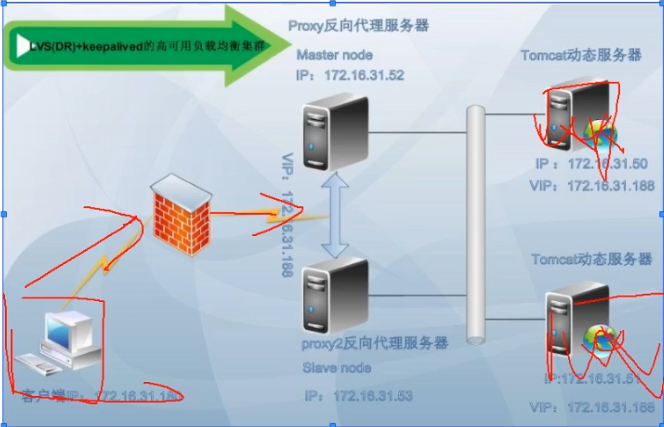 LVS(DR)+keepalived的高可用负载均衡集群
Proxy反向代理服务器
Master node
IP：172.16.31.52
Tomcat动态服务器
IP：172.16.31.50
VIP：172.16.31.188
VIP：172.16.31.188
Tomcat动态服务器
proxy2反向代理服务器
Slave node
IP：172.16.31.53
IP:172.16.31.51
VIP：172.16.31.188
客户端IP：172.16.31.180